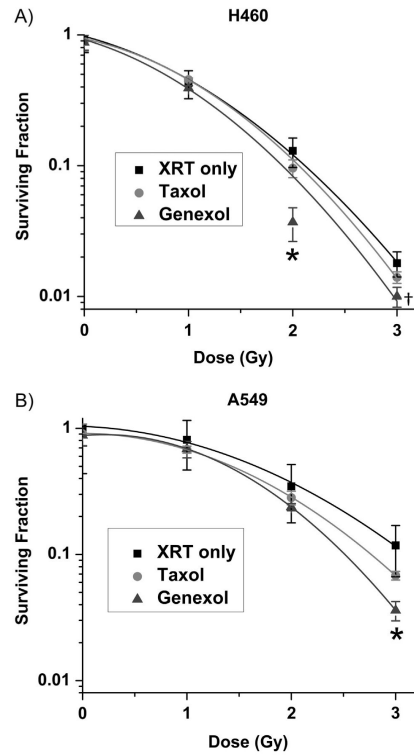 A)
H460
Surviving Fraction
1
0.1
0.01
XRT only
Taxol
Genexol
*
†
0
1
2
3
Dose (Gy)
B)
A549
Surviving Fraction
1
0.1
0.01
XRT only
Taxol
Genexol
*
0
1
2
3
Dose (Gy)